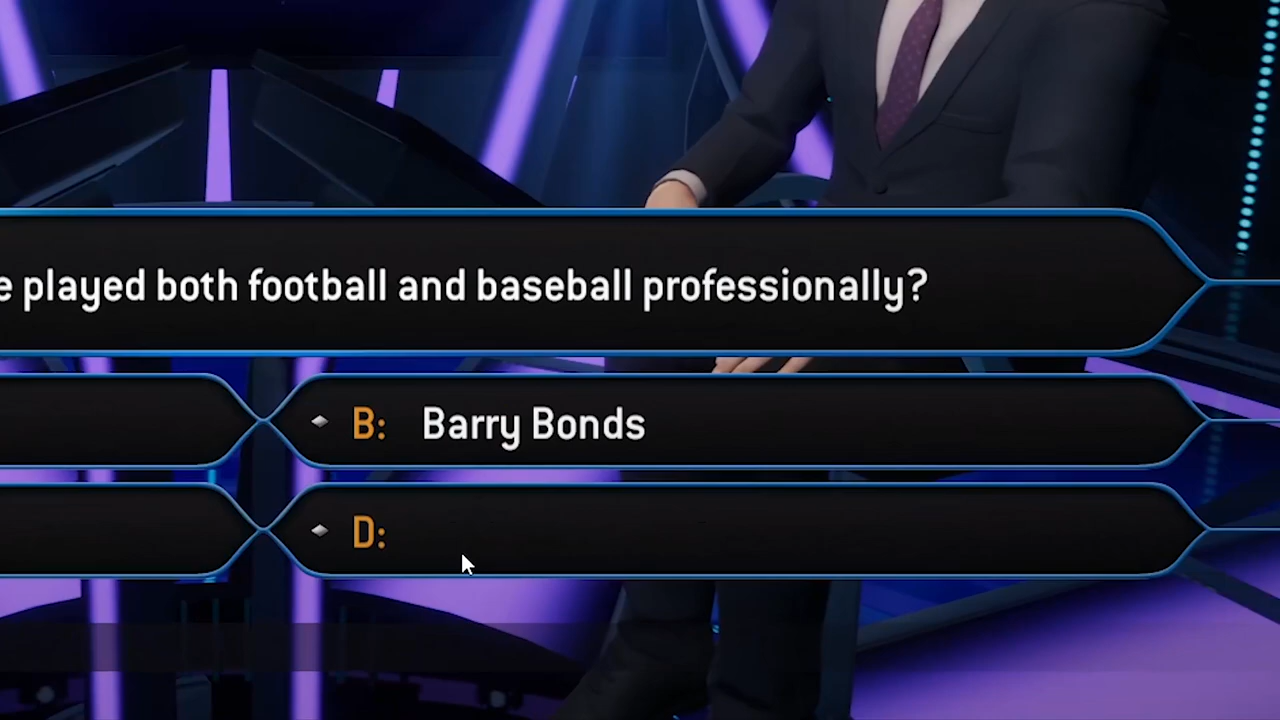 e played both football and baseball professionally?
B: Barry Bonds
D: